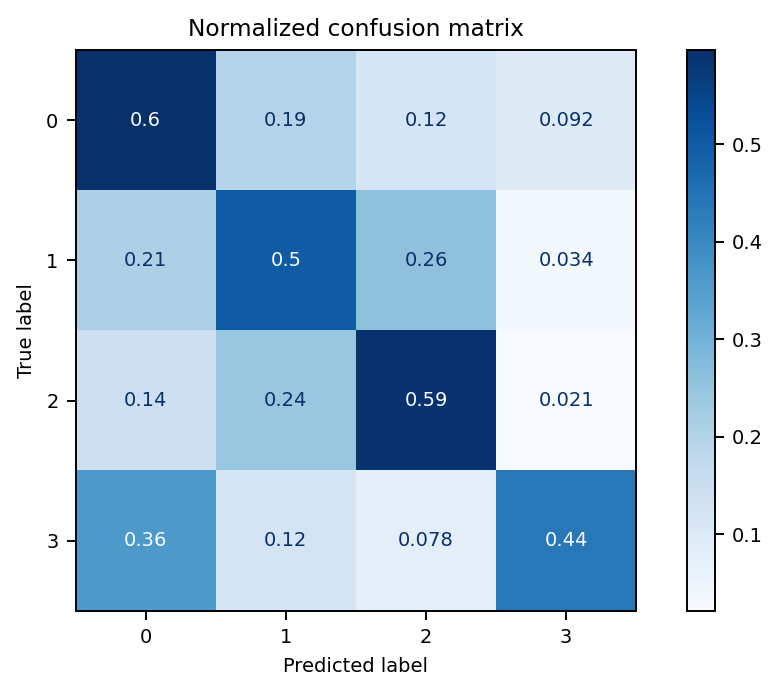 Normalized confusion matrix
0 0.6 0.19 0.12 0.092
1 0.21 0.5 0.26 0.034
2 0.14 0.24 0.59 0.021
3 0.36 0.12 0.078 0.44
True label
0 1 2 3
Predicted label
0.5
0.4
0.3
0.2
0.1